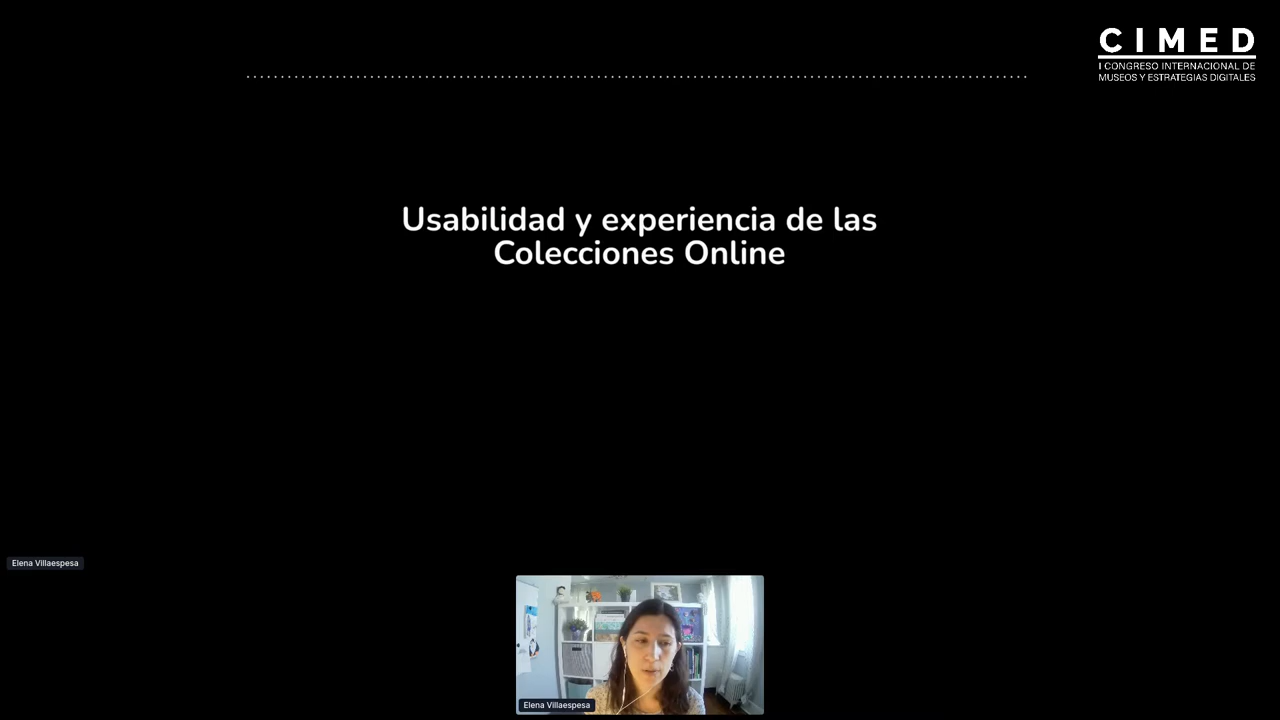 CIMED
I CONGRESO INTERNACIONAL DE
MUSEOS Y ESTRATEGIAS DIGITALES
Usabilidad y experiencia de las
Colecciones Online
Elena Villaespesa
Elena Villaespesa